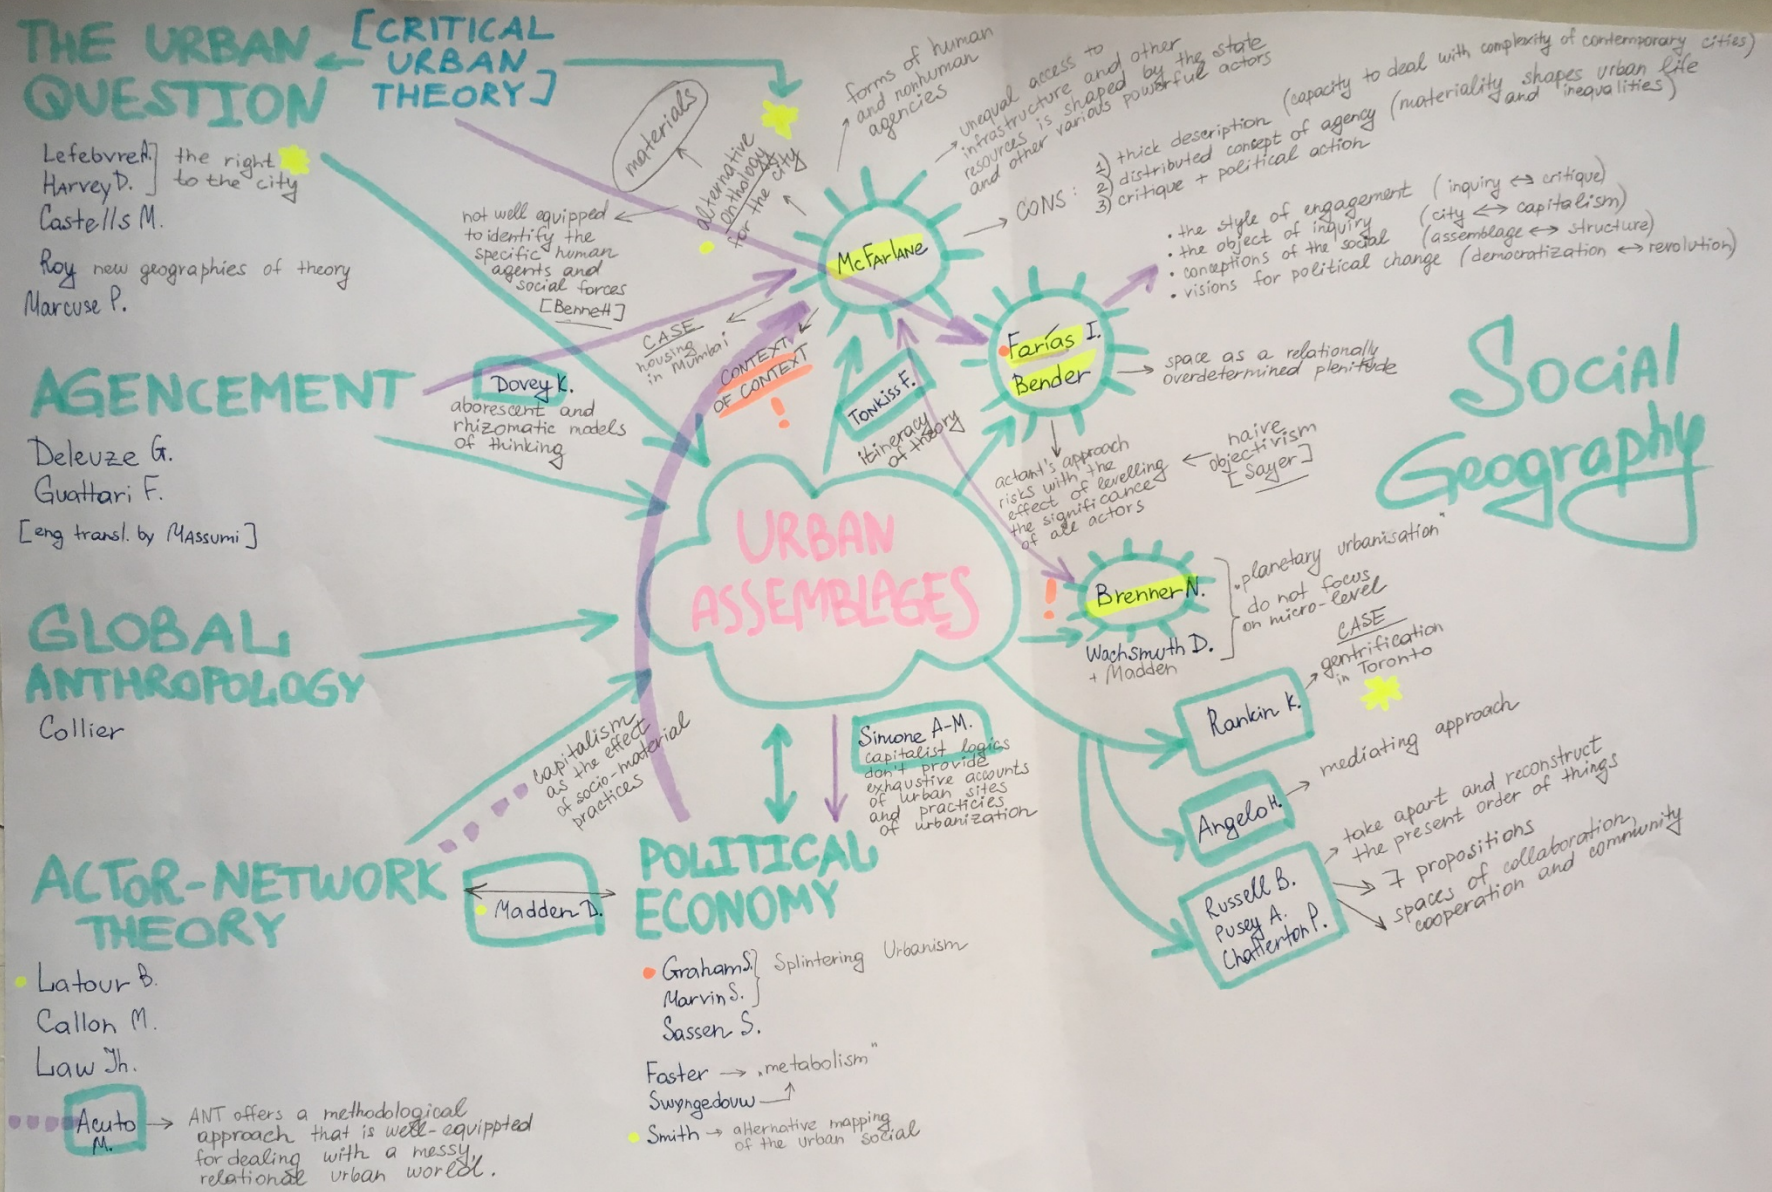 THE URBAN
QUESTION
[CRITICAL
URBAN
THEORY]
Lefebvre A.]
Harvey D.
the right
to the city
Castells M.
Roy new geographies of theory
Marcuse P.
AGENCEMENT
Deleuze G.
Guattari F.
[eng transl. by Massumi]
Dovey K.
aborescent and
rhizomatic models
of thinking
GLOBAL
ANTHROPOLOGY
Collier
ACTOR-NETWORK
THEORY
Latour B.
Callon M.
Law Jh.
Acuto
M.
ANT offers a methodological
approach that is well-equippted
for dealing with a messy,
relational urban world.
capitalism
as the effect
of socio-material
practices
Madden D.
POLITICAL
ECONOMY
Graham S.
Marvin S.
Splintering Urbanism
Sassen S.
Faster → „metabolism"
Swyngedouw
Smith → alternative mapping
of the urban social
URBAN
ASSEMBLAGES
Simone A-M.
capitalist logics
don't provide
exhaustive accounts
of urban sites
and practicies
of urbanization
materials
alternative
onthology
for the city
not well equipped
to identify the
specific human
agents and
social forces
[Bennett]
CASE
housing
in Mumbai
CONTEXT
OF CONTEXT
!
McFarlane
forms of human
and nonhuman
agencies
unequal access to
infrastructure and other
resources is shaped by the state
and other various powerful actors
CONS:
1) thick description (capacity to deal with complexity of contemporary cities)
2) distributed concept of agency (materiality shapes urban life
and inequalities)
3) critique + political action
Tonkiss F.
itineracy
of theory
Farías I.
Bender
• the style of engagement (inquiry ↔ critique)
• the object of inquiry (city ↔ capitalism)
• conceptions of the social (assemblage ↔ structure)
• visions for political change (democratization ↔ revolution)
space as a relationally
overdetermined plenitude
actant's approach
risks with the
effect of levelling
the significance
of all actors
naive
objectivism
[Sayer]
Social
Geography
!
Brenner N.
Wachsmuth D.
+ Madden
„planetary urbanisation"
do not focus
on micro-level
CASE
gentrification
in Toronto
Rankin K.
Angelo H.
mediating approach
Russell B.
Pusey A.
Chatterton P.
take apart and reconstruct
the present order of things
7 propositions
spaces of collaboration,
cooperation and community